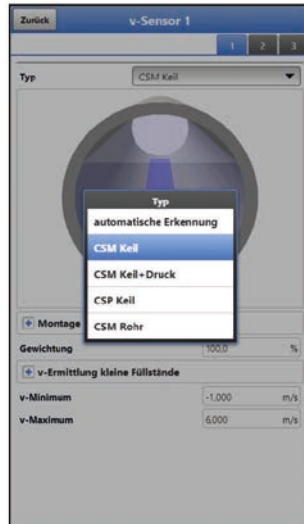 Zurück
v-Sensor 1
1 2 3
Typ CSM Keil
Typ
automatische Erkennung
CSM Keil
CSM Keil+Druck
CSP Keil
CSM Rohr
+ Montage
Gewichtung 100,0 %
+ v-Ermittlung kleine Füllstände
v-Minimum -1,000 m/s
v-Maximum 6,000 m/s